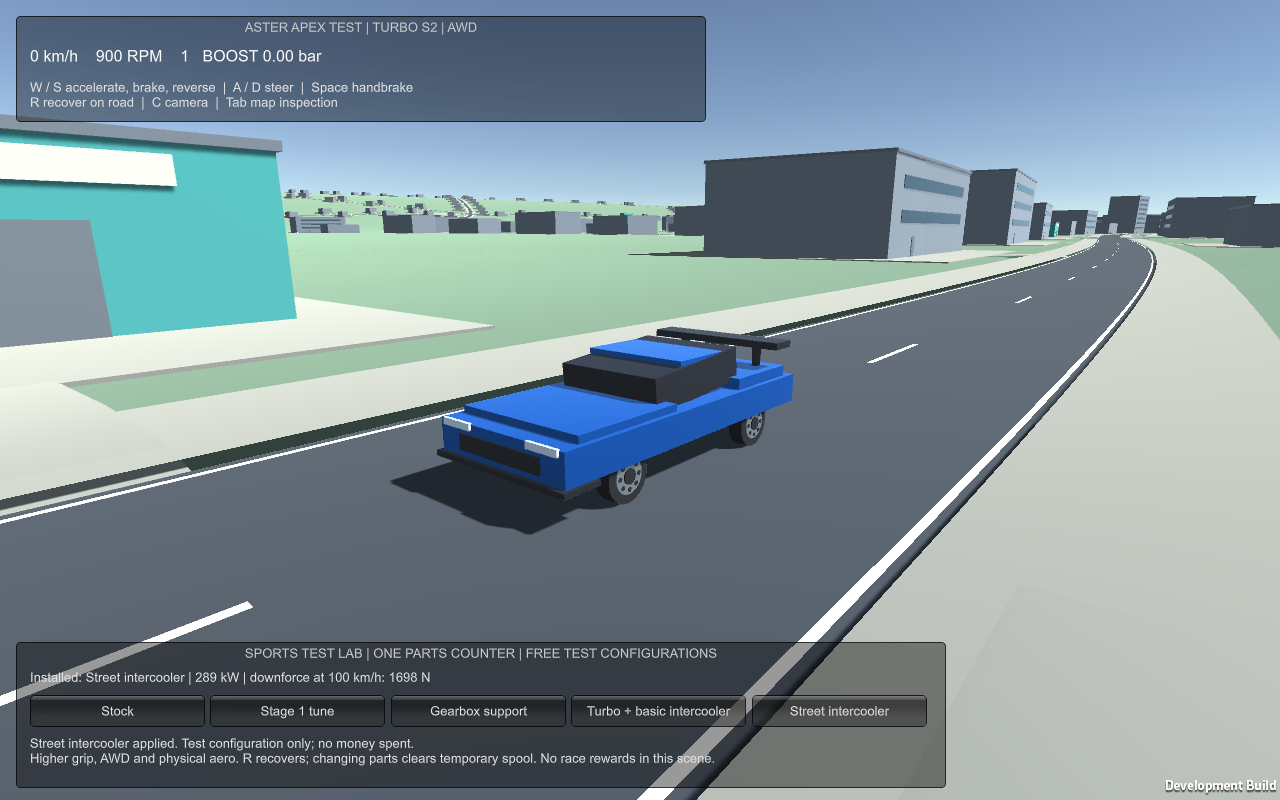 ASTER APEX TEST | TURBO S2 | AWD
0 km/h 900 RPM 1 BOOST 0.00 bar
W / S accelerate, brake, reverse | A / D steer | Space handbrake
R recover on road | C camera | Tab map inspection
SPORTS TEST LAB | ONE PARTS COUNTER | FREE TEST CONFIGURATIONS
Installed: Street intercooler | 289 kW | downforce at 100 km/h: 1698 N
Stock Stage 1 tune Gearbox support Turbo + basic intercooler Street intercooler
Street intercooler applied. Test configuration only; no money spent.
Higher grip, AWD and physical aero. R recovers; changing parts clears temporary spool. No race rewards in this scene.
Development Build